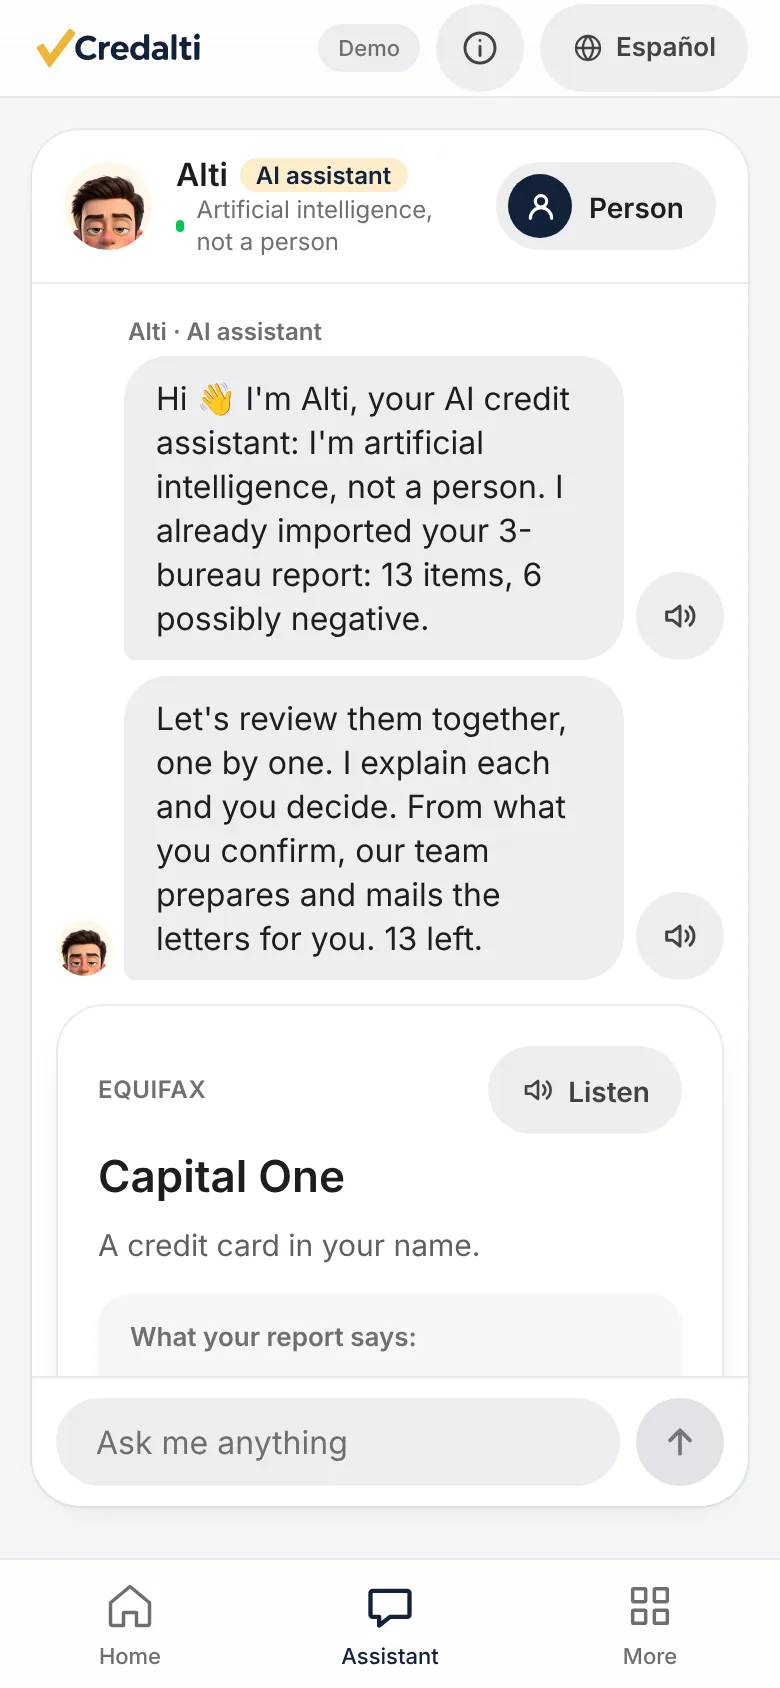 Credalti
Demo
Español
Alti
AI assistant
Artificial intelligence,
not a person
Person
Alti · AI assistant
Hi 👋 I'm Alti, your AI credit
assistant: I'm artificial
intelligence, not a person. I
already imported your 3-
bureau report: 13 items, 6
possibly negative.
Let's review them together,
one by one. I explain each
and you decide. From what
you confirm, our team
prepares and mails the
letters for you. 13 left.
EQUIFAX
Listen
Capital One
A credit card in your name.
What your report says:
Ask me anything
Home
Assistant
More